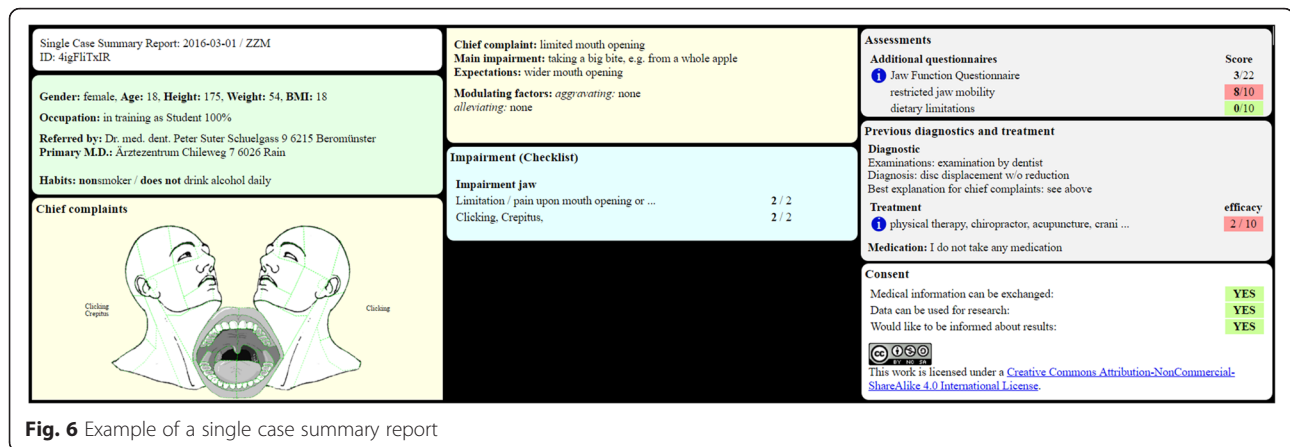 Single Case Summary Report: 2016-03-01 / ZZM
ID: 4igFliTxIR
Gender: female, Age: 18, Height: 175, Weight: 54, BMI: 18
Occupation: in training as Student 100%
Referred by: Dr. med. dent. Peter Suter Schuelgass 9 6215 Beromünster
Primary M.D.: Ärztezentrum Chileweg 7 6026 Rain
Habits: nonsmoker / does not drink alcohol daily
Chief complaints
Clicking
Crepitus
Clicking
Chief complaint: limited mouth opening
Main impairment: taking a big bite, e.g. from a whole apple
Expectations: wider mouth opening
Modulating factors: aggravating: none
alleviating: none
Impairment (Checklist)
Impairment jaw
Limitation / pain upon mouth opening or ... 2 / 2
Clicking, Crepitus, 2 / 2
Assessments
Additional questionnaires Score
i Jaw Function Questionnaire 3/22
restricted jaw mobility 8/10
dietary limitations 0/10
Previous diagnostics and treatment
Diagnostic
Examinations: examination by dentist
Diagnosis: disc displacement w/o reduction
Best explanation for chief complaints: see above
Treatment efficacy
i physical therapy, chiropractor, acupuncture, crani ... 2 / 10
Medication: I do not take any medication
Consent
Medical information can be exchanged: YES
Data can be used for research: YES
Would like to be informed about results: YES
cc BY NC SA
This work is licensed under a Creative Commons Attribution-NonCommercial-
ShareAlike 4.0 International License.
Fig. 6 Example of a single case summary report